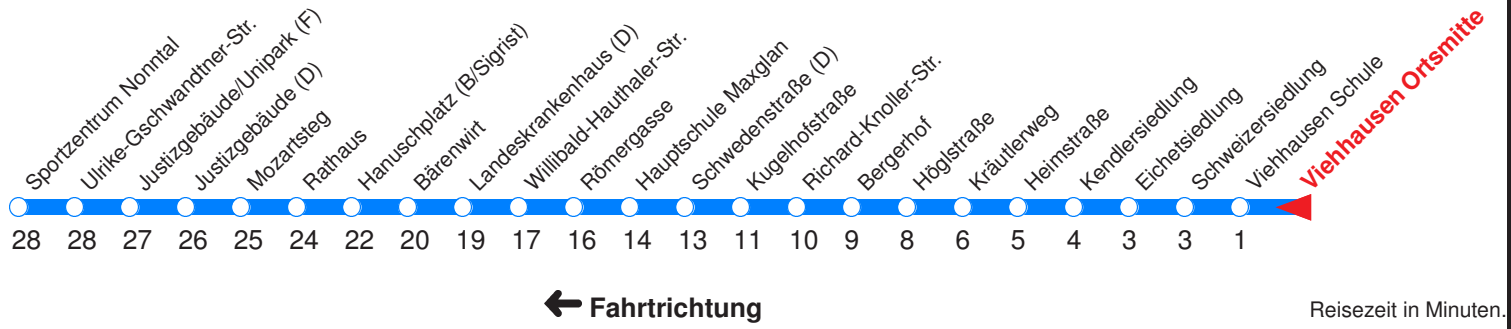 Sportzentrum Nonntal
Ulrike-Gschwandtner-Str.
Justizgebäude/Unipark (F)
Justizgebäude (D)
Mozartsteg
Rathaus
Hanuschplatz (B/Sigrist)
Bärenwirt
Landeskrankenhaus (D)
Willibald-Hauthaler-Str.
Römergasse
Hauptschule Maxglan
Schwedenstraße (D)
Kugelhofstraße
Richard-Knoller-Str.
Bergerhof
Höglstraße
Kräutlerweg
Heimstraße
Kendlersiedlung
Eichetsiedlung
Schweizersiedlung
Viehhausen Schule
Viehhausen Ortsmitte
28 28 27 26 25 24 22 20 19 17 16 14 13 11 10 9 8 6 5 4 3 3 1
Fahrtrichtung
Reisezeit in Minuten.